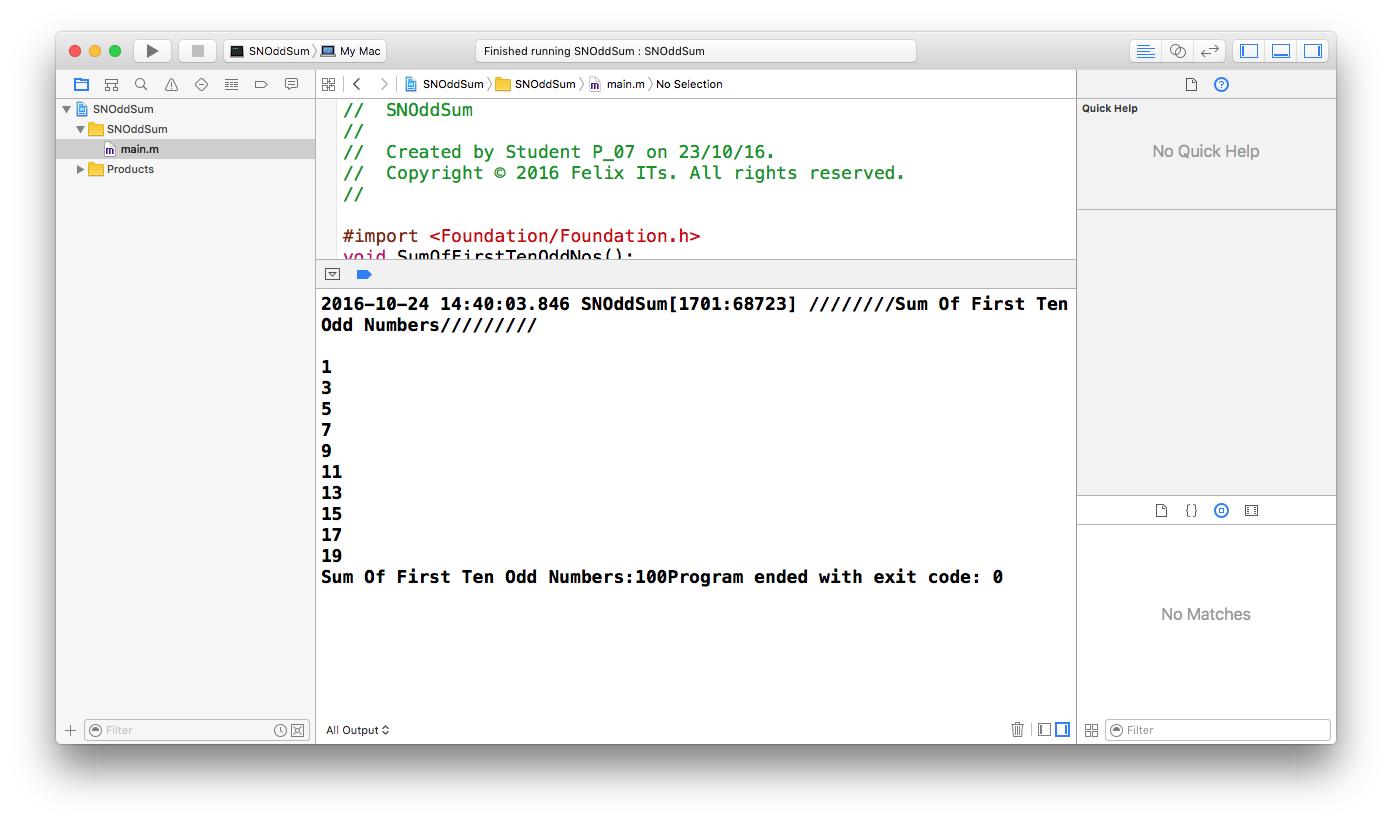 SNOddSum My Mac
Finished running SNOddSum : SNOddSum
SNOddSum SNOddSum main.m No Selection
SNOddSum
SNOddSum
main.m
Products
// SNOddSum
//
// Created by Student P_07 on 23/10/16.
// Copyright © 2016 Felix ITs. All rights reserved.
//
#import <Foundation/Foundation.h>
void SumOfFirstTenOddNos();
2016-10-24 14:40:03.846 SNOddSum[1701:68723] ////////Sum Of First Ten
Odd Numbers/////////
1
3
5
7
9
11
13
15
17
19
Sum Of First Ten Odd Numbers:100Program ended with exit code: 0
Quick Help
No Quick Help
No Matches
Filter
All Output
Filter